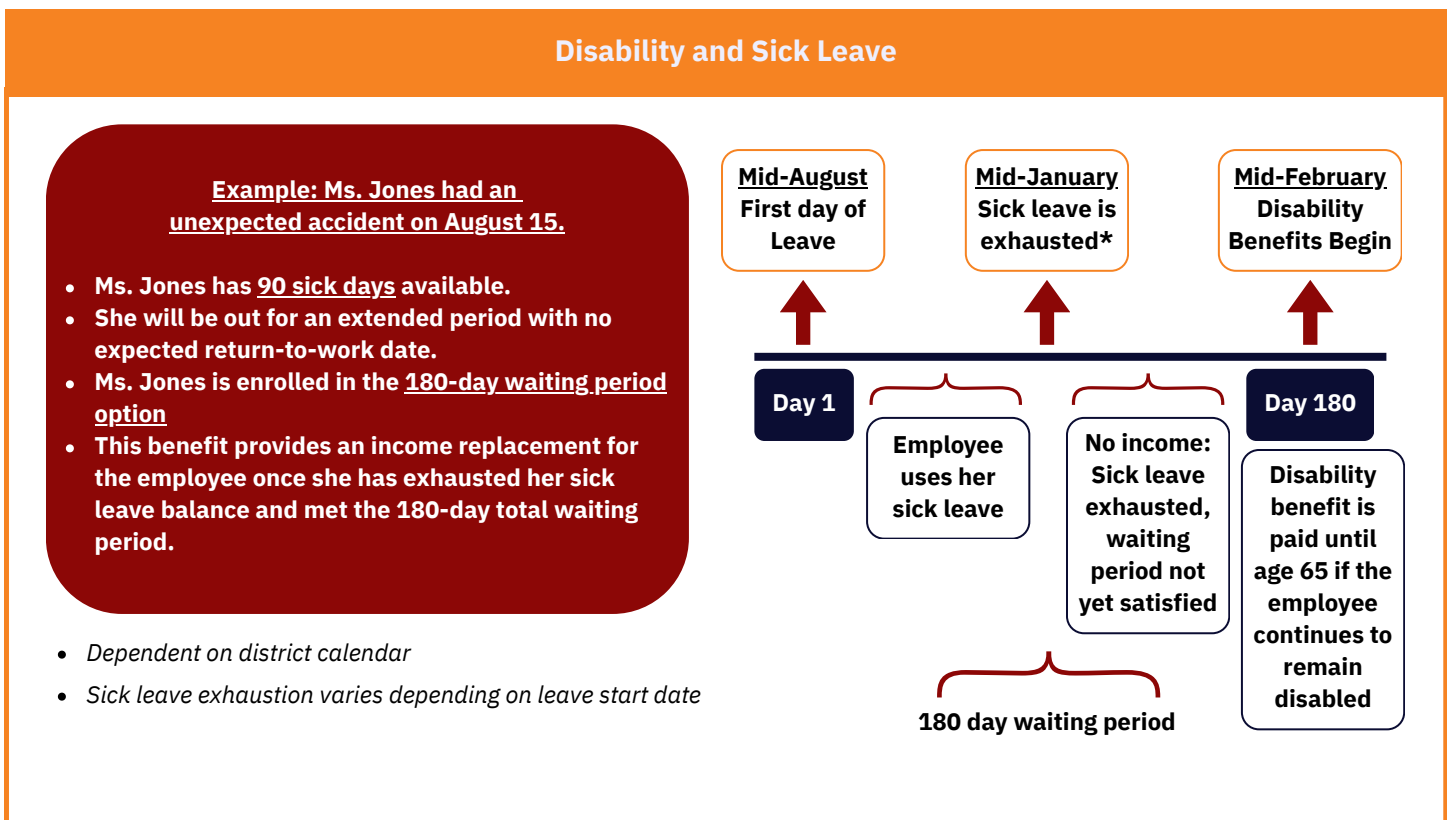 Disability and Sick Leave
Example: Ms. Jones had an
unexpected accident on August 15.
• Ms. Jones has 90 sick days available.
• She will be out for an extended period with no
expected return-to-work date.
• Ms. Jones is enrolled in the 180-day waiting period
option
• This benefit provides an income replacement for
the employee once she has exhausted her sick
leave balance and met the 180-day total waiting
period.
• Dependent on district calendar
• Sick leave exhaustion varies depending on leave start date
Mid-August
First day of
Leave
Mid-January
Sick leave is
exhausted*
Mid-February
Disability
Benefits Begin
Day 1
Employee
uses her
sick leave
No income:
Sick leave
exhausted,
waiting
period not
yet satisfied
Day 180
Disability
benefit is
paid until
age 65 if the
employee
continues to
remain
disabled
180 day waiting period